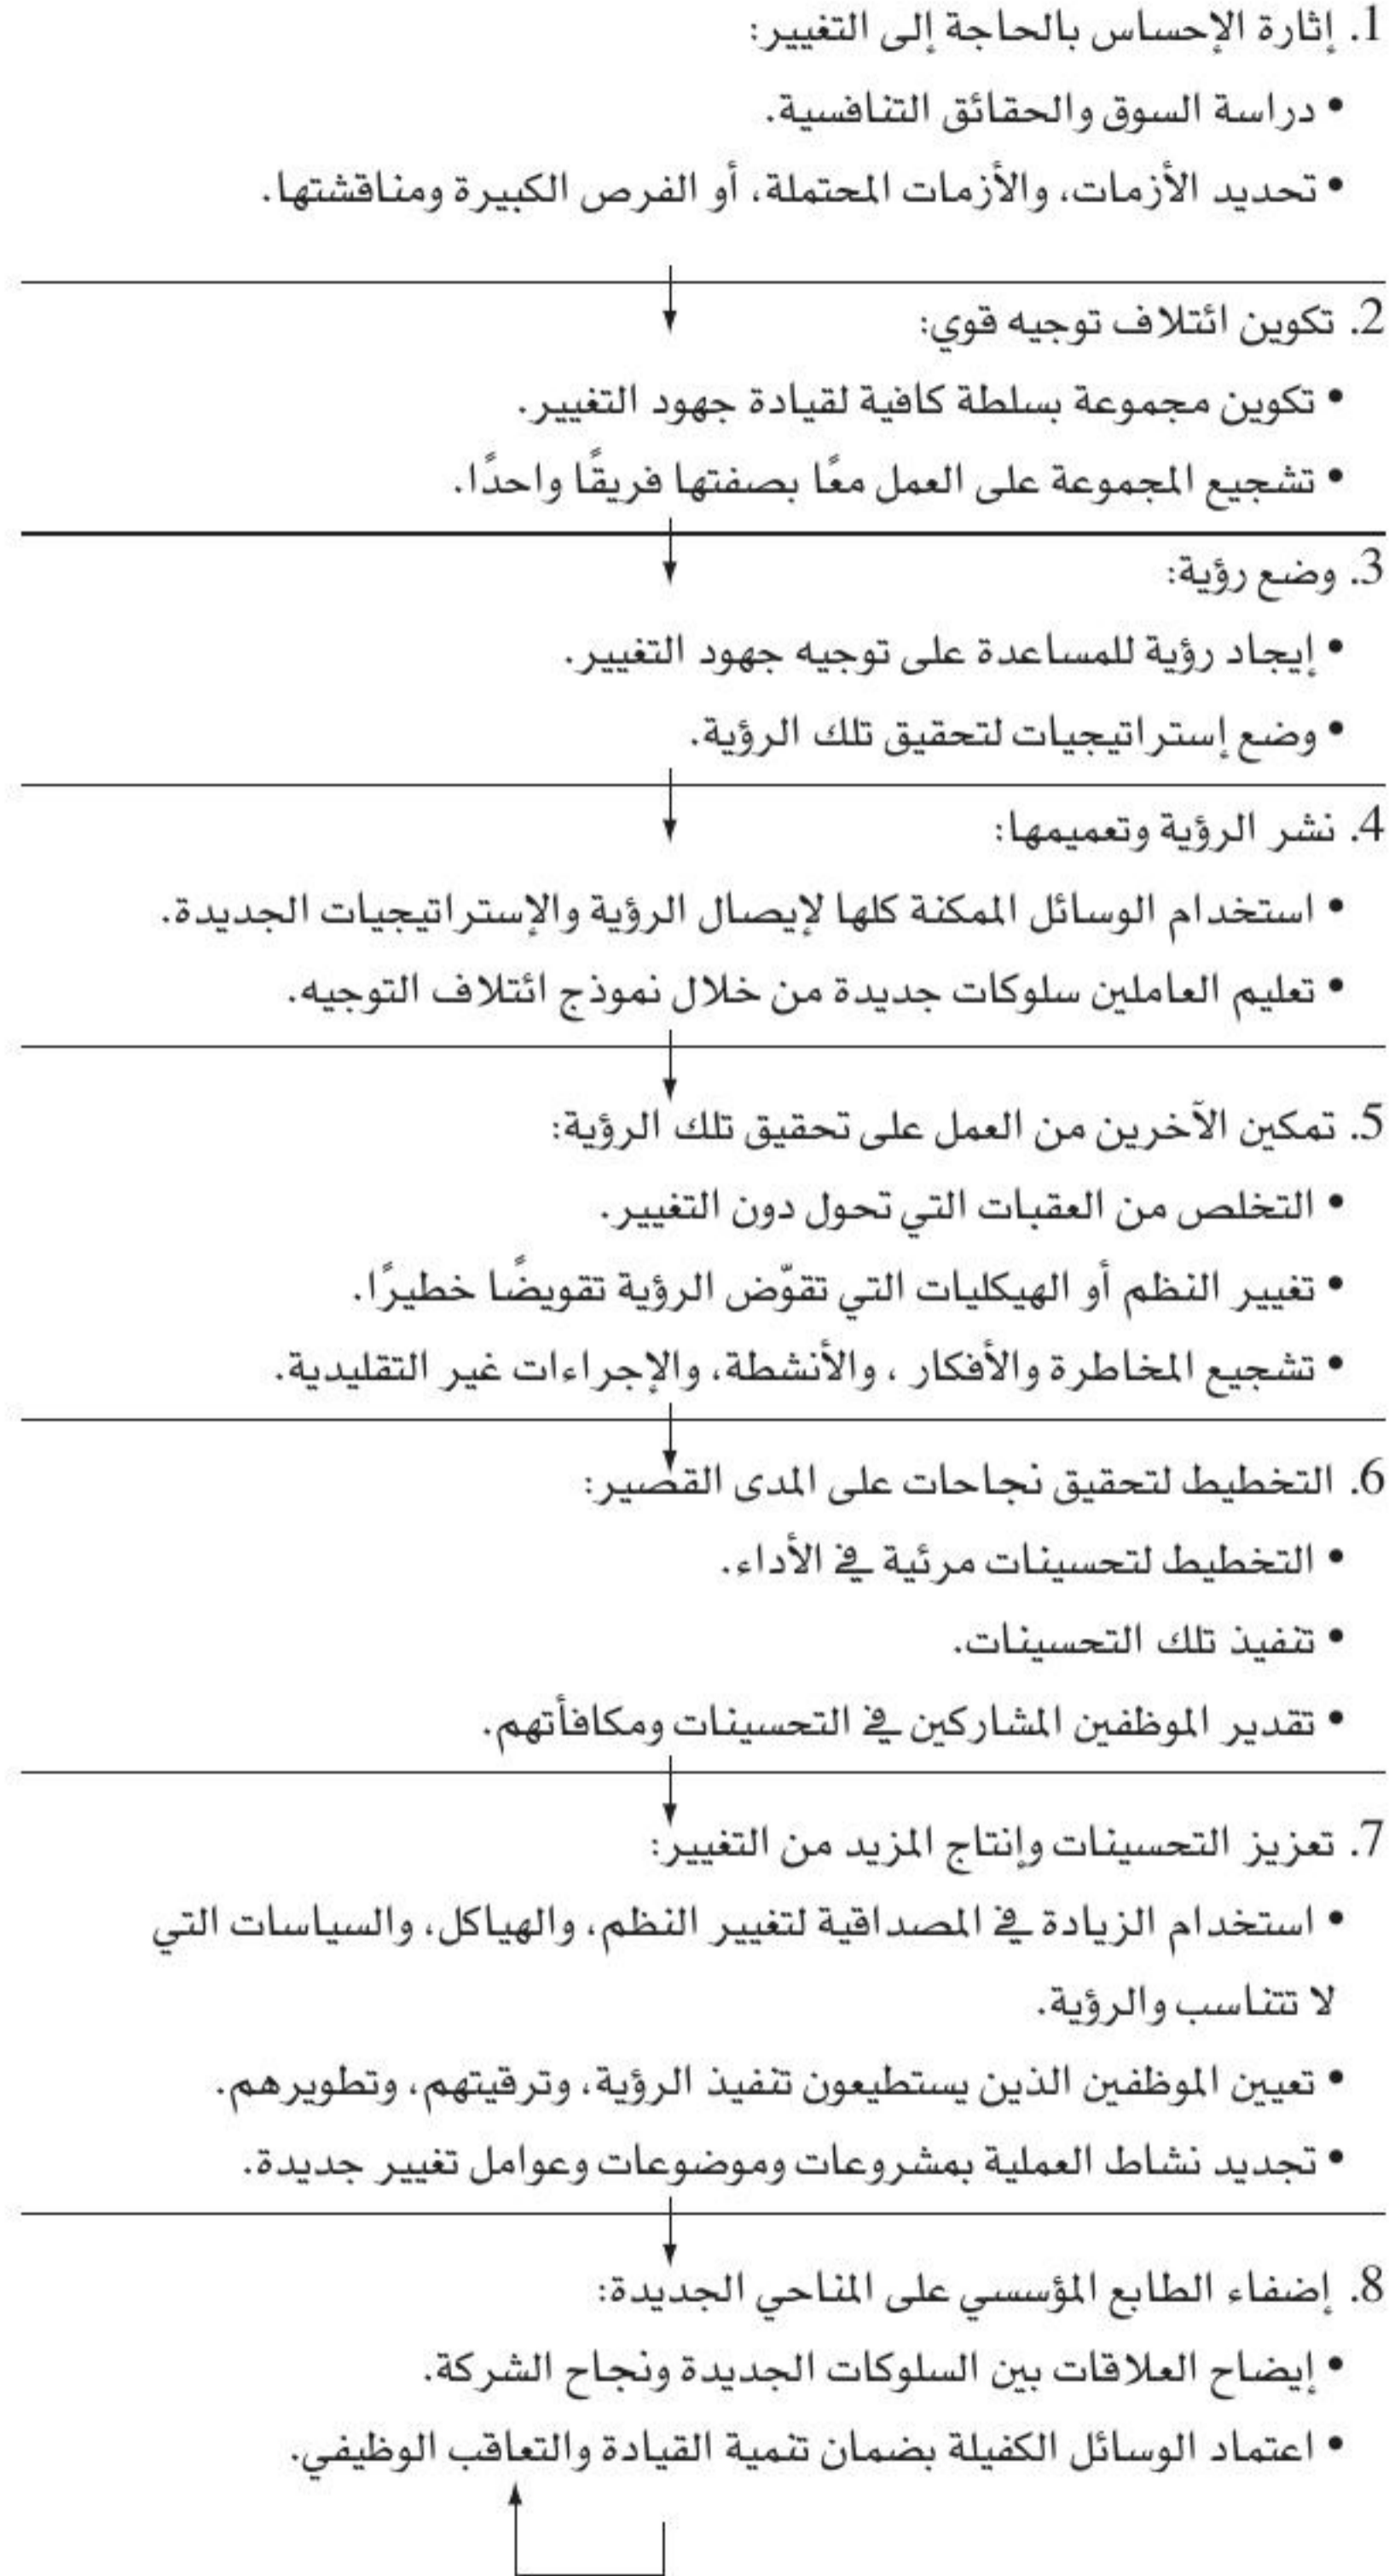 1. إثارة الإحساس بالحاجة إلى التغيير:
• دراسة السوق والحقائق التنافسية.
• تحديد الأزمات، والأزمات المحتملة، أو الفرص الكبيرة ومناقشتها.
2. تكوين ائتلاف توجيه قوي:
• تكوين مجموعة بسلطة كافية لقيادة جهود التغيير.
• تشجيع المجموعة على العمل معًا بصفتها فريقًا واحدًا.
3. وضع رؤية:
• إيجاد رؤية للمساعدة على توجيه جهود التغيير.
• وضع إستراتيجيات لتحقيق تلك الرؤية.
4. نشر الرؤية وتعميمها:
• استخدام الوسائل الممكنة كلها لإيصال الرؤية والإستراتيجيات الجديدة.
• تعليم العاملين سلوكات جديدة من خلال نموذج ائتلاف التوجيه.
5. تمكين الآخرين من العمل على تحقيق تلك الرؤية:
• التخلص من العقبات التي تحول دون التغيير.
• تغيير النظم أو الهيكليات التي تقوّض الرؤية تقويضًا خطيرًا.
• تشجيع المخاطرة والأفكار ، والأنشطة، والإجراءات غير التقليدية.
6. التخطيط لتحقيق نجاحات على المدى القصير:
• التخطيط لتحسينات مرئية في الأداء.
• تنفيذ تلك التحسينات.
• تقدير الموظفين المشاركين في التحسينات ومكافأتهم.
7. تعزيز التحسينات وإنتاج المزيد من التغيير:
• استخدام الزيادة في المصداقية لتغيير النظم، والهياكل، والسياسات التي
لا تتناسب والرؤية.
• تعيين الموظفين الذين يستطيعون تنفيذ الرؤية، وترقيتهم، وتطويرهم.
• تجديد نشاط العملية بمشروعات وموضوعات وعوامل تغيير جديدة.
8. إضفاء الطابع المؤسسي على المناحي الجديدة:
• إيضاح العلاقات بين السلوكات الجديدة ونجاح الشركة.
• اعتماد الوسائل الكفيلة بضمان تنمية القيادة والتعاقب الوظيفي.